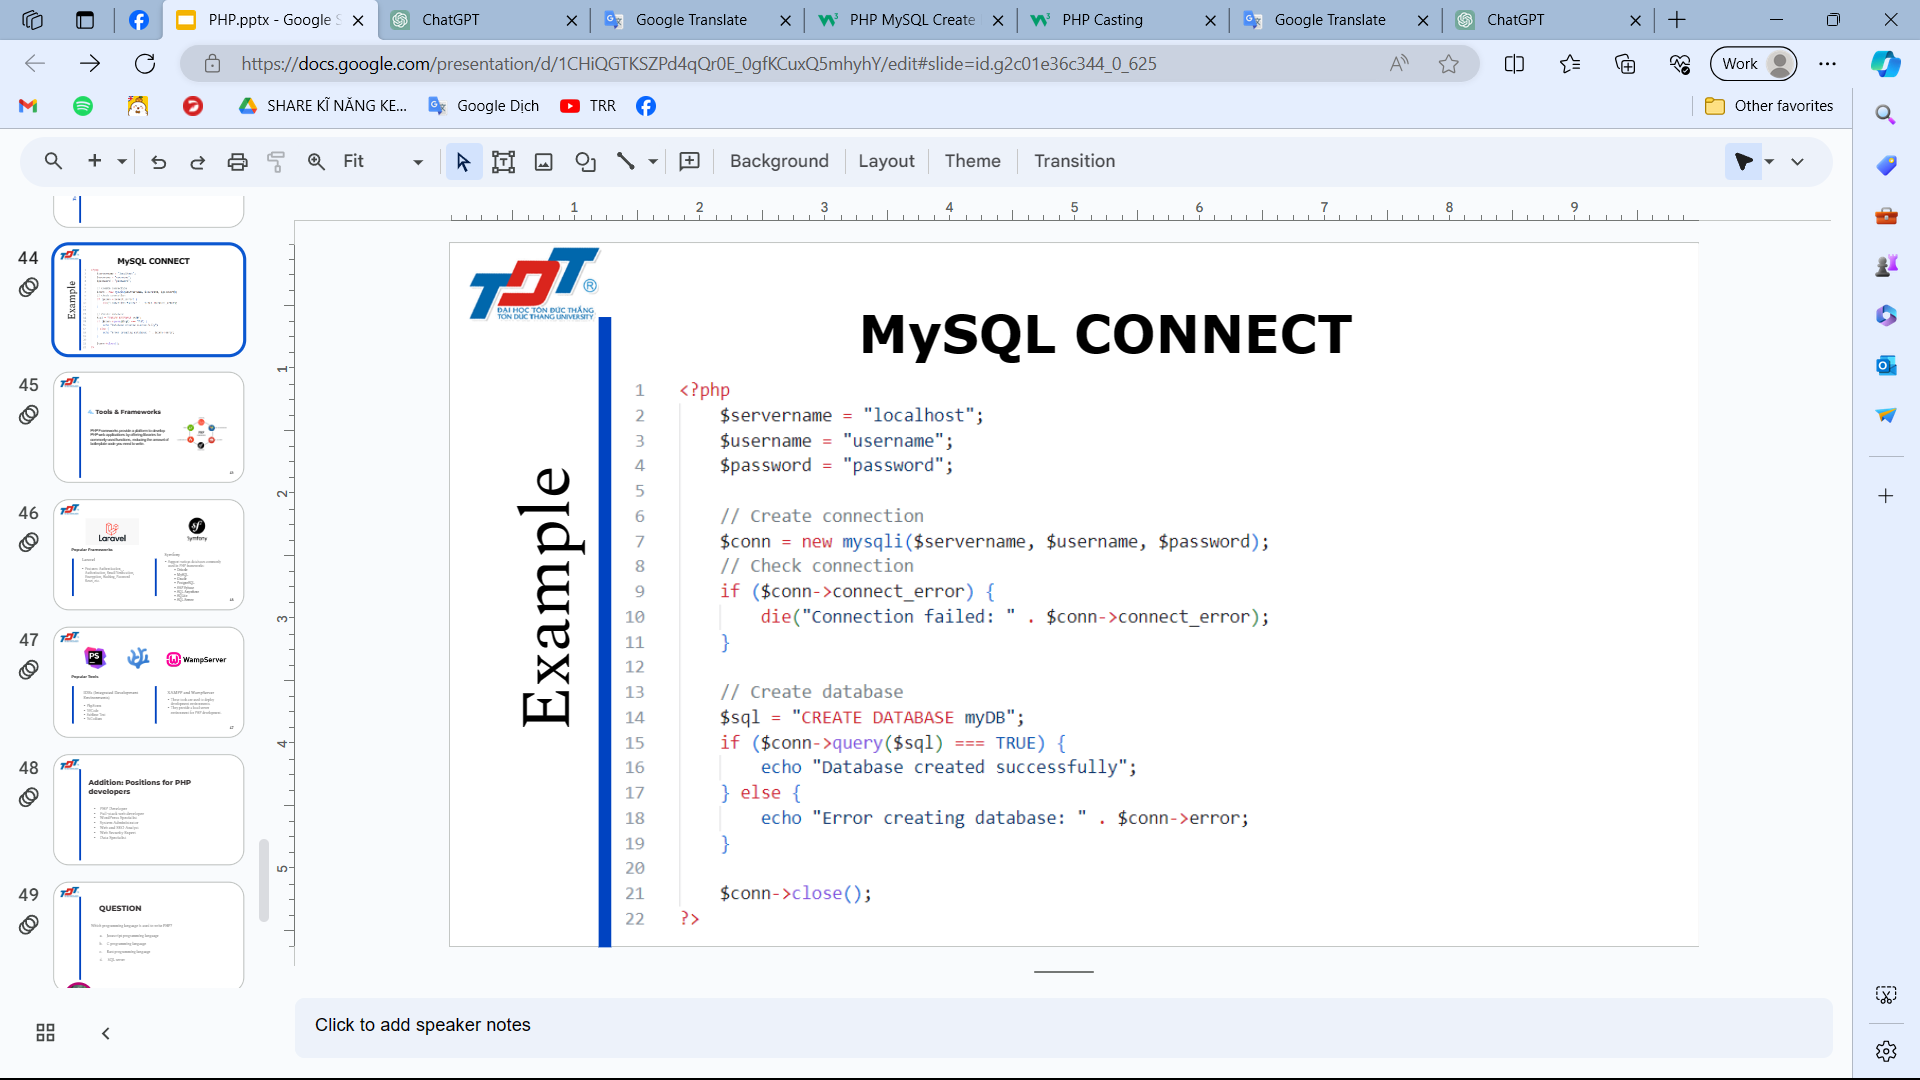 PHP.pptx - Google S
ChatGPT
Google Translate
PHP MySQL Create
PHP Casting
Google Translate
ChatGPT
https://docs.google.com/presentation/d/1CHiQGTKSZPd4qQr0E_0gfKCuxQ5mhyhY/edit#slide=id.g2c01e36c344_0_625
Work
SHARE KĨ NĂNG KE...
Google Dịch
TRR
Other favorites
Fit
Background
Layout
Theme
Transition
1 2 3 4 5 6 7 8 9
1
2
3
4
5
44
MySQL CONNECT
Example
45
Tools & Frameworks
46
Laravel
Symfony
Popular Frameworks
47
PS
WampServer
Popular Tools
48
Addition: Positions for PHP
developers
49
QUESTION
TDT ®
ĐẠI HỌC TÔN ĐỨC THẮNG
TON DUC THANG UNIVERSITY
MySQL CONNECT
Example
1 <?php
2 $servername = "localhost";
3 $username = "username";
4 $password = "password";
5
6 // Create connection
7 $conn = new mysqli($servername, $username, $password);
8 // Check connection
9 if ($conn->connect_error) {
10 die("Connection failed: " . $conn->connect_error);
11 }
12
13 // Create database
14 $sql = "CREATE DATABASE myDB";
15 if ($conn->query($sql) === TRUE) {
16 echo "Database created successfully";
17 } else {
18 echo "Error creating database: " . $conn->error;
19 }
20
21 $conn->close();
22 ?>
Click to add speaker notes